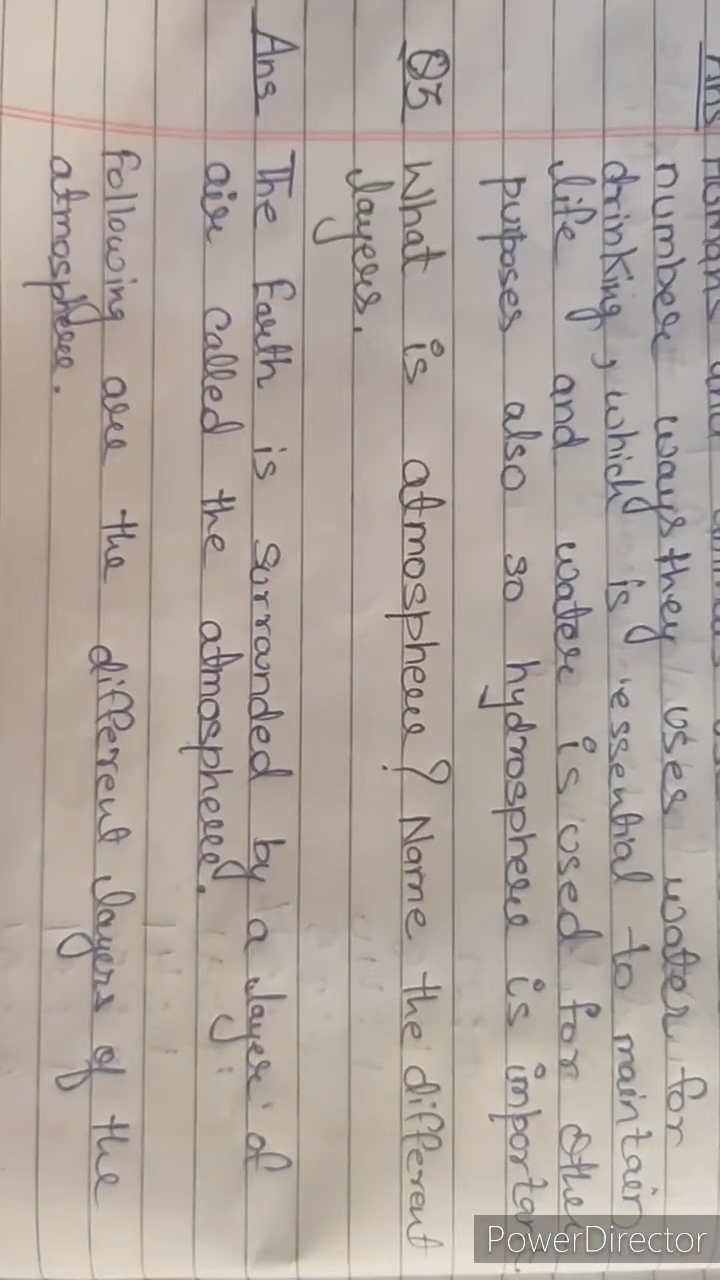 Ans Humans and
number ways they uses water for
drinking, which is essential to maintain
life and water is used for other
purposes also so hydrosphere is importan
Q3 What is atmosphere? Name the different
layers.
Ans The Earth is surranded by a layer of
air called the atmosphere.
Following are the different layers of the
atmosphere.
PowerDirector